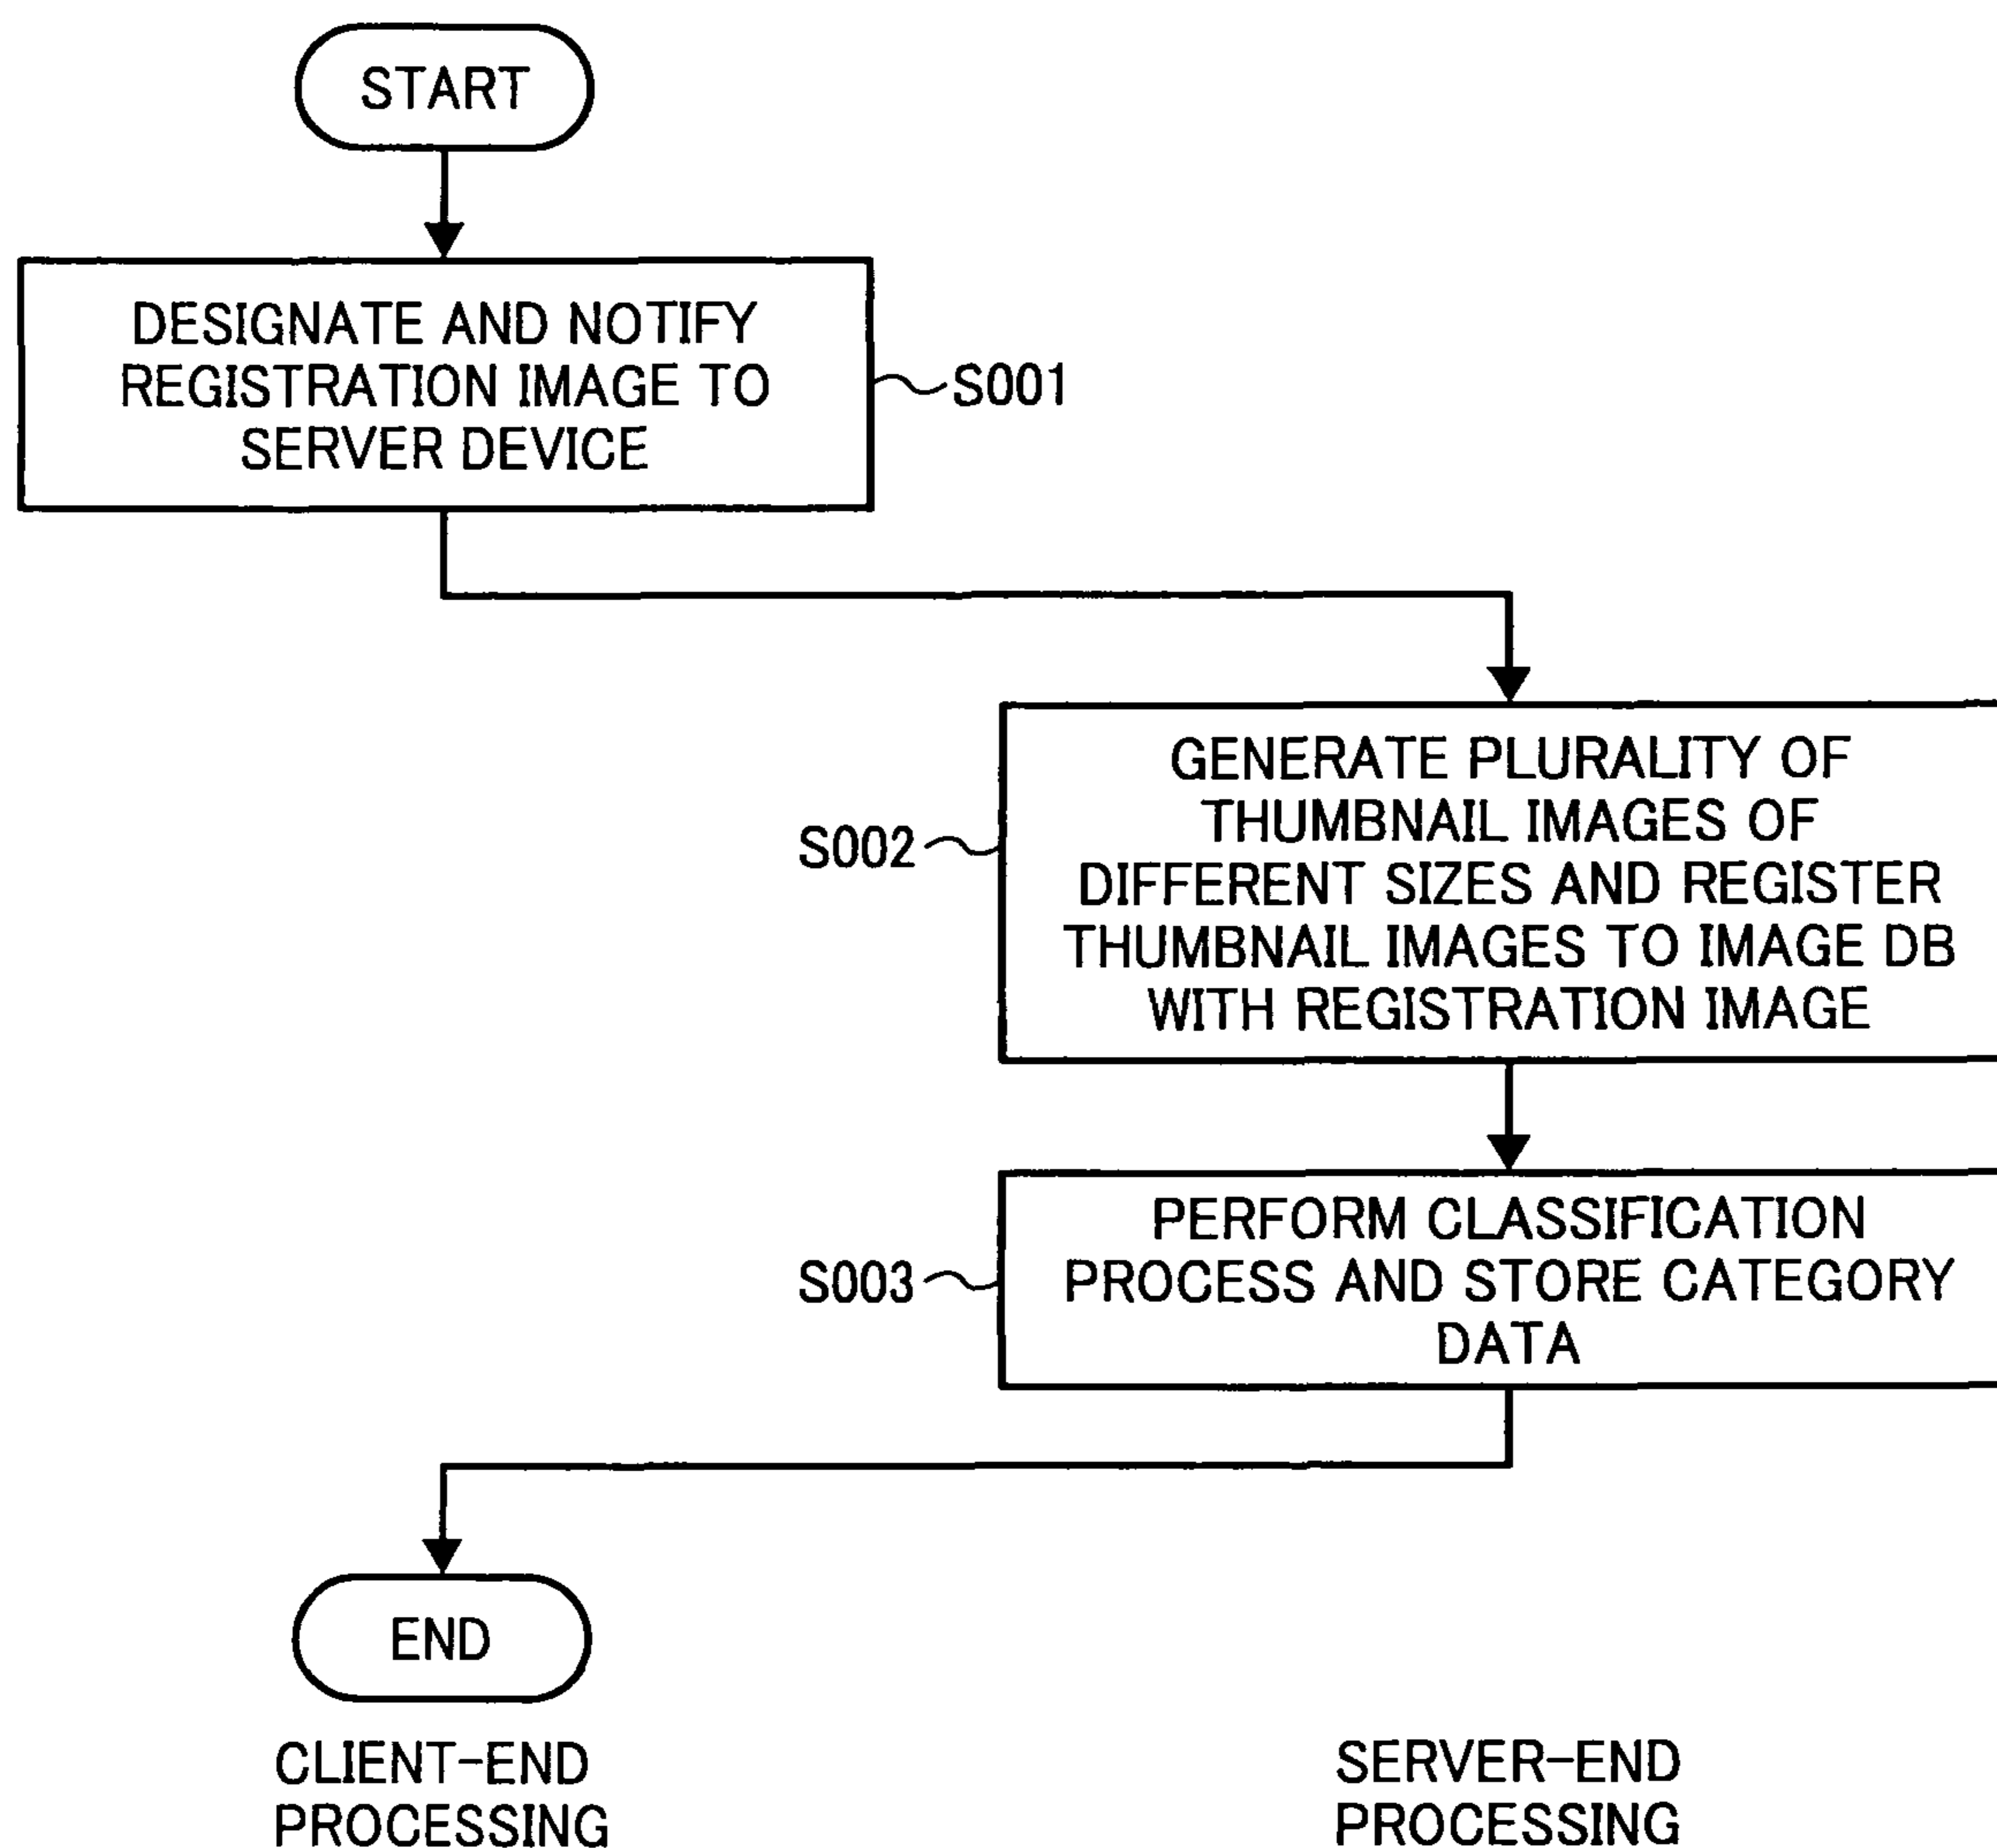 START
DESIGNATE AND NOTIFY
REGISTRATION IMAGE TO
SERVER DEVICE
S001
GENERATE PLURALITY OF
THUMBNAIL IMAGES OF
DIFFERENT SIZES AND REGISTER
THUMBNAIL IMAGES TO IMAGE DB
WITH REGISTRATION IMAGE
S002
PERFORM CLASSIFICATION
PROCESS AND STORE CATEGORY
DATA
S003
END
CLIENT-END
PROCESSING
SERVER-END
PROCESSING